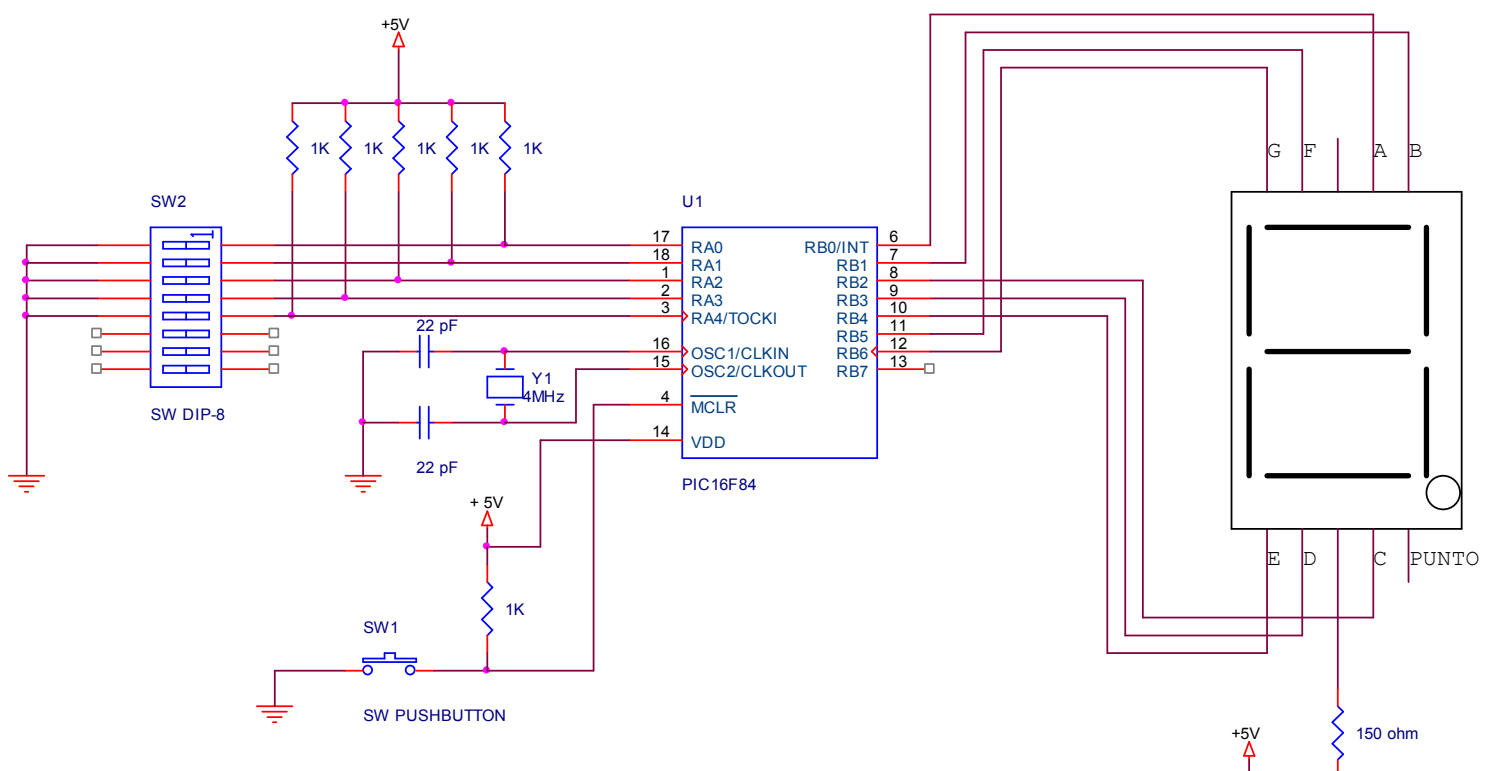 +5V
1K 1K 1K 1K 1K
SW2
1
SW DIP-8
U1
17 RA0
18 RA1
1 RA2
2 RA3
3 RA4/TOCKI
16 OSC1/CLKIN
15 OSC2/CLKOUT
4 MCLR
14 VDD
RB0/INT 6
RB1 7
RB2 8
RB3 9
RB4 10
RB5 11
RB6 12
RB7 13
PIC16F84
22 pF
Y1
4MHz
22 pF
+ 5V
1K
SW1
SW PUSHBUTTON
G F A B
E D C PUNTO
150 ohm
+5V